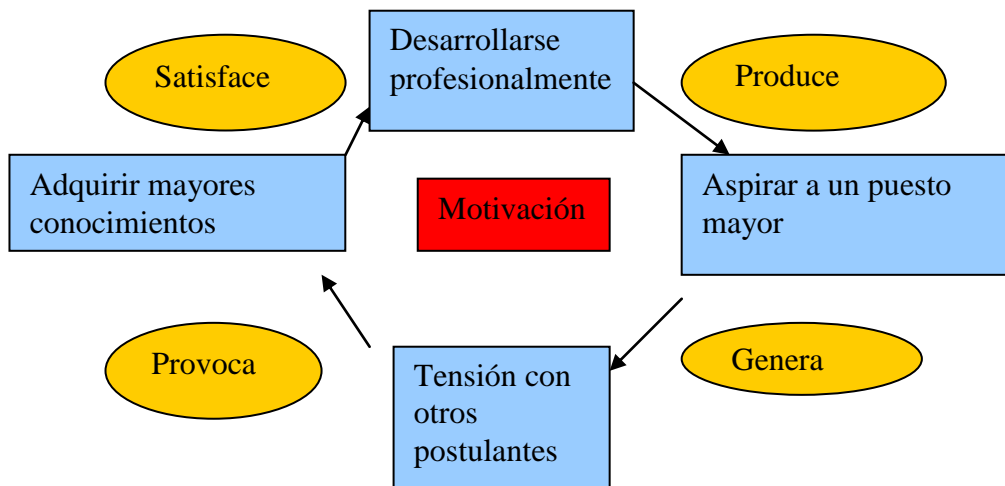 Desarrollarse
profesionalmente
Satisface
Produce
Adquirir mayores
conocimientos
Motivación
Aspirar a un puesto
mayor
Provoca
Tensión con
otros
postulantes
Genera